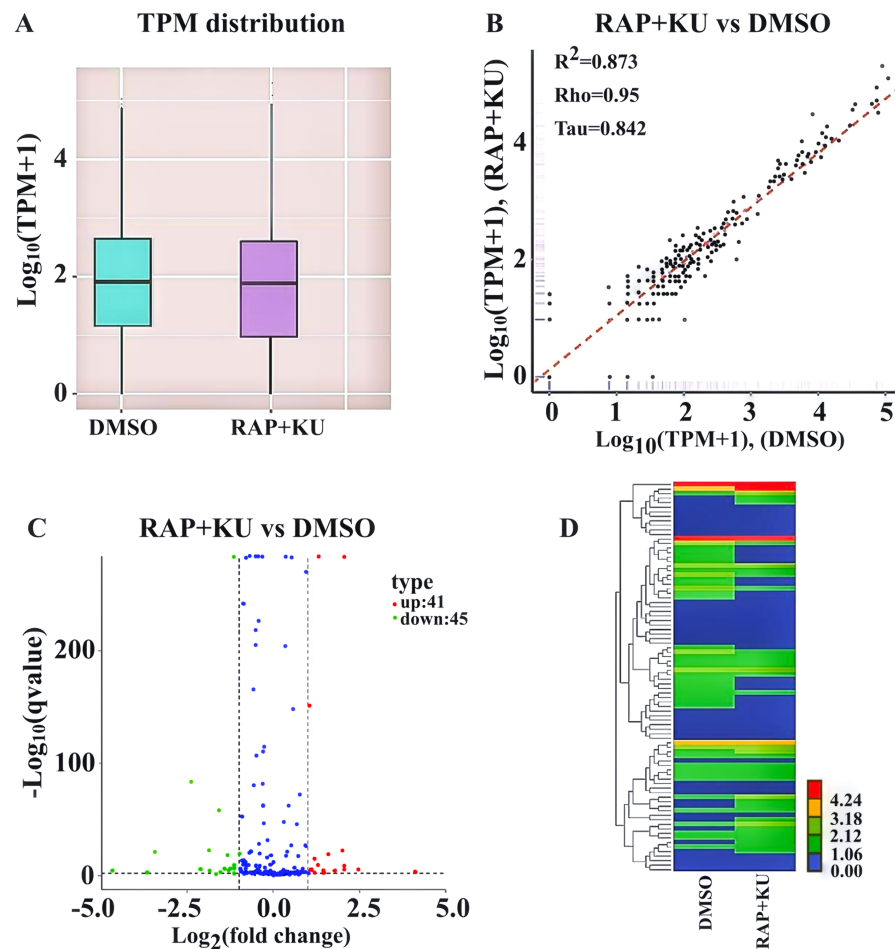 A
TPM distribution
Log10(TPM+1)
4
2
0
DMSO
RAP+KU
B
RAP+KU vs DMSO
R2=0.873
Rho=0.95
Tau=0.842
Log10(TPM+1), (RAP+KU)
4
2
0
0 1 2 3 4 5
Log10(TPM+1), (DMSO)
C
RAP+KU vs DMSO
type
up:41
down:45
-Log10(qvalue)
200
100
0
-5.0 -2.5 0.0 2.5 5.0
Log2(fold change)
D
4.24
3.18
2.12
1.06
0.00
DMSO
RAP+KU